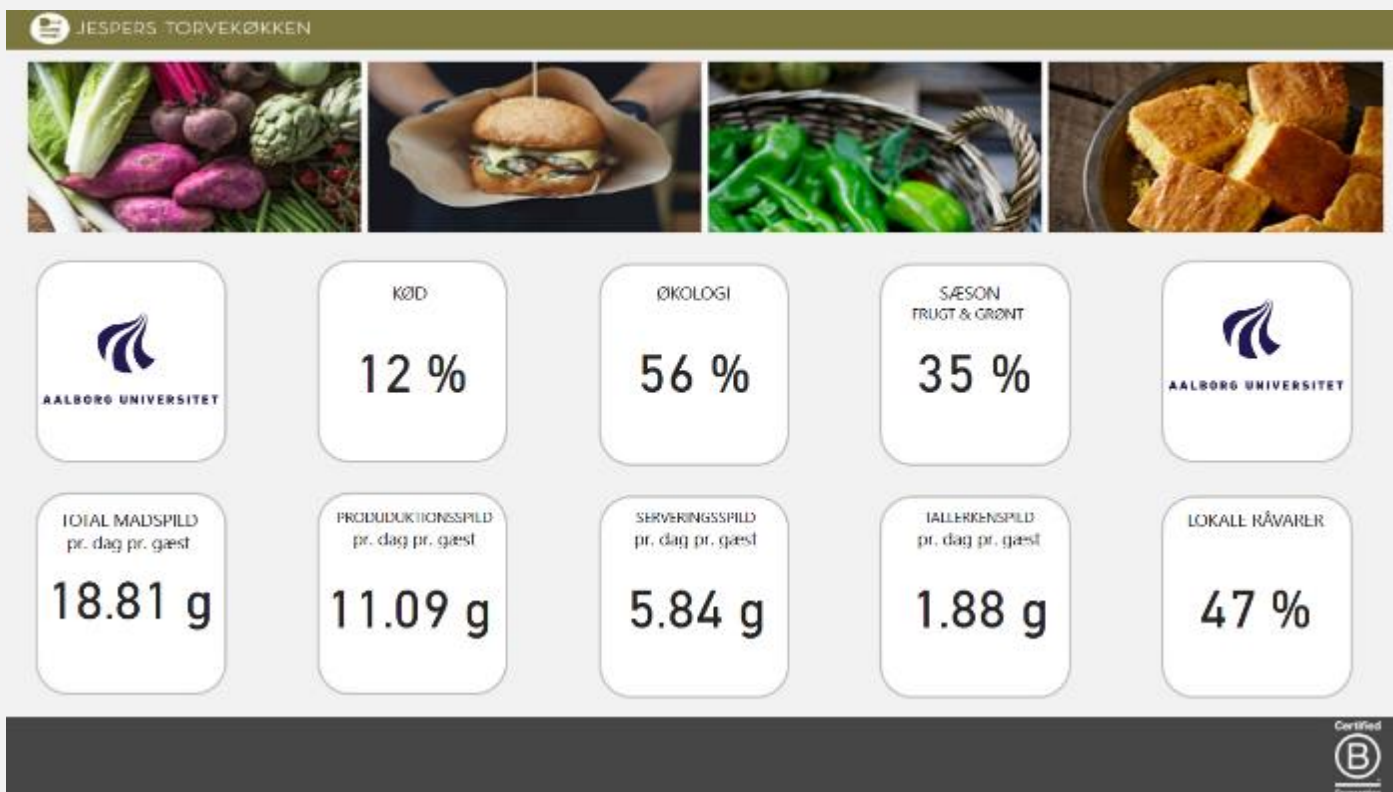 JESPERS TORVEKØKKEN
AALBORG UNIVERSITET
KØD
12 %
ØKOLOGI
56 %
SÆSON
FRUGT & GRØNT
35 %
AALBORG UNIVERSITET
TOTAL MADSPILD
pr. dag pr. gæst
18.81 g
PRODUDUKTIONSSPILD
pr. dag pr. gæst
11.09 g
SERVERINGSSPILD
pr. dag pr. gæst
5.84 g
TALLERKENSPILD
pr. dag pr. gæst
1.88 g
LOKALE RÅVARER
47 %
Certified
B